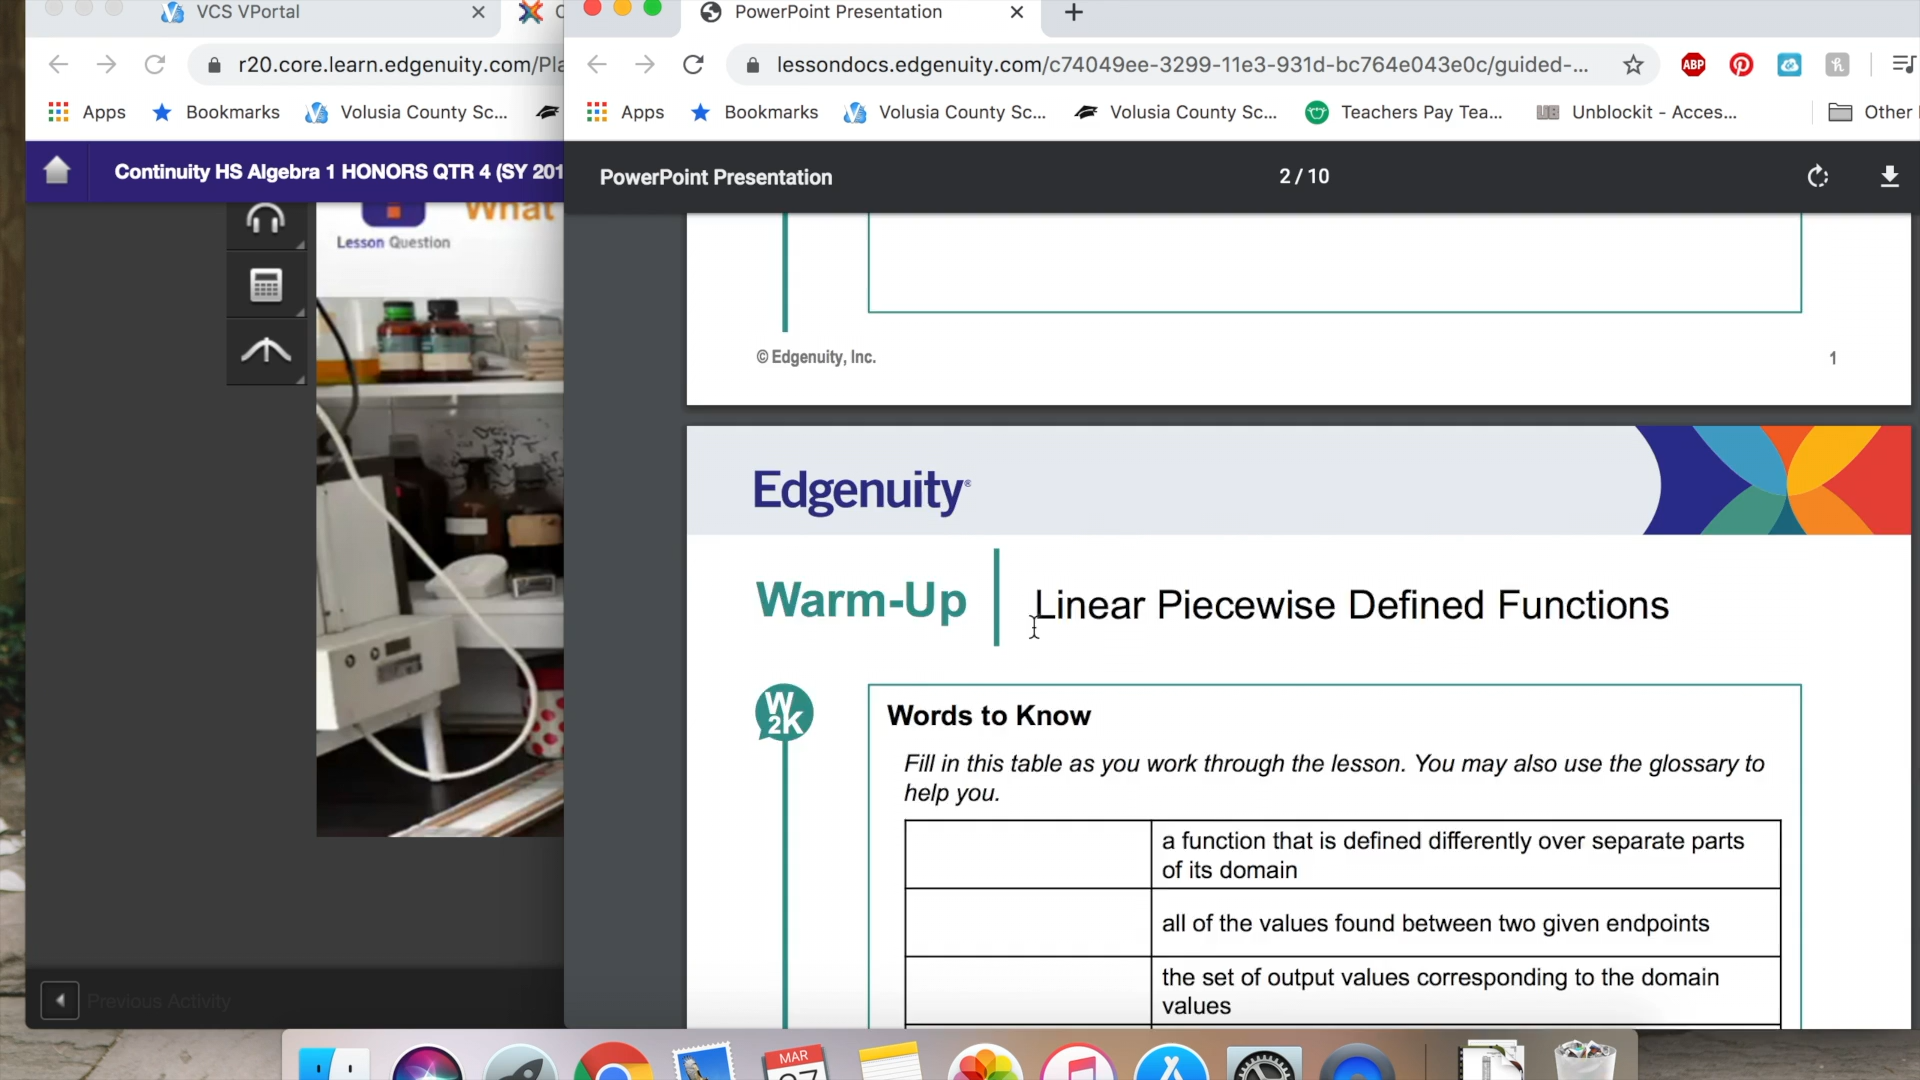 VCS VPortal
PowerPoint Presentation
r20.core.learn.edgenuity.com/Pla
lessondocs.edgenuity.com/c74049ee-3299-11e3-931d-bc764e043e0c/guided-...
ABP
Apps Bookmarks Volusia County Sc...
Apps Bookmarks Volusia County Sc... Volusia County Sc... Teachers Pay Tea... UB Unblockit - Acces... Other
Continuity HS Algebra 1 HONORS QTR 4 (SY 201
PowerPoint Presentation 2 / 10
What
Lesson Question
© Edgenuity, Inc. 1
Edgenuity®
Warm-Up Linear Piecewise Defined Functions
W
2K
Words to Know
Fill in this table as you work through the lesson. You may also use the glossary to
help you.
a function that is defined differently over separate parts
of its domain
all of the values found between two given endpoints
the set of output values corresponding to the domain
values
Previous Activity
MAR